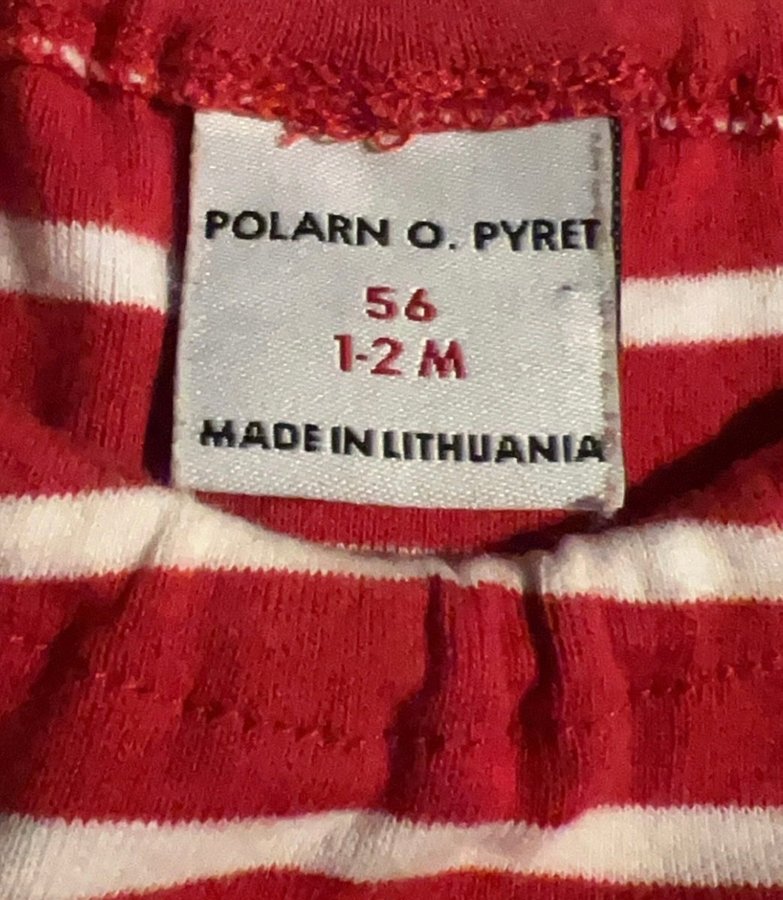 POLARN O. PYRET
56
1-2 M
MADE IN LITHUANIA